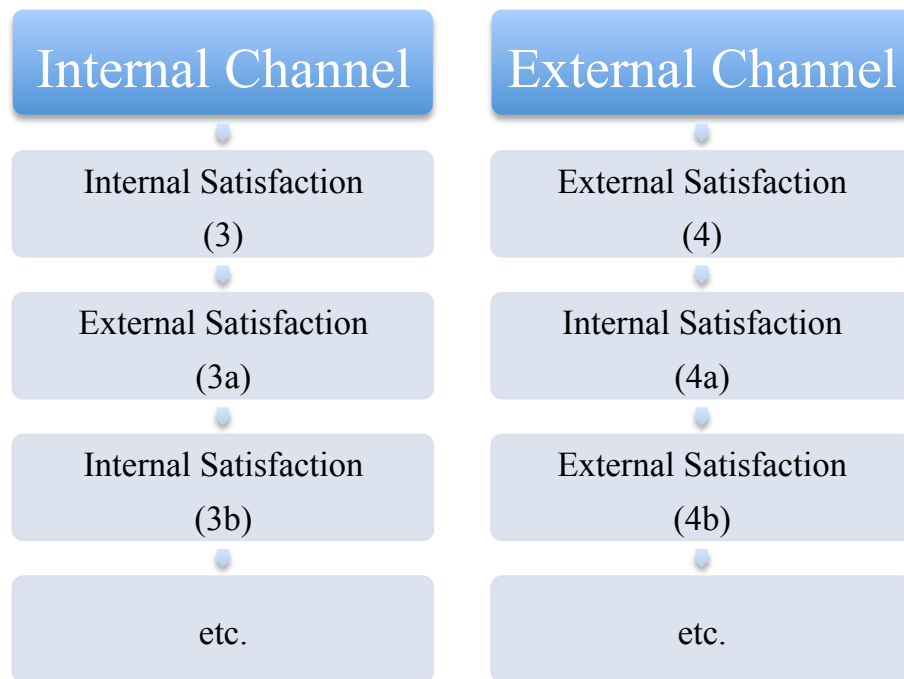 Internal Channel
Internal Satisfaction
(3)
External Satisfaction
(3a)
Internal Satisfaction
(3b)
etc.
External Channel
External Satisfaction
(4)
Internal Satisfaction
(4a)
External Satisfaction
(4b)
etc.